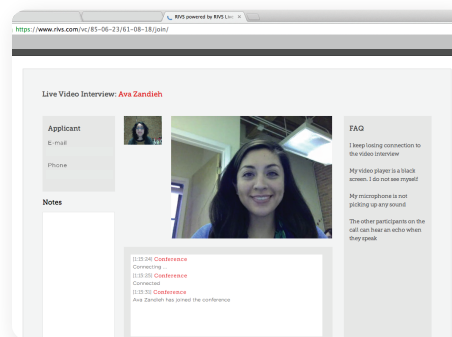 RIVS powered by RIVS Live ×
https://www.rivs.com/vc/85-06-23/61-08-18/join/
Live Video Interview: Ava Zandieh
Applicant
E-mail
Phone
Notes
[1:15:24] Conference
Connecting ...
[1:15:25] Conference
Connected
[1:15:31] Conference
Ava Zandieh has joined the conference
FAQ
I keep losing connection to
the video interview
My video player is a black
screen. I do not see myself
My microphone is not
picking up any sound
The other participants on the
call can hear an echo when
they speak